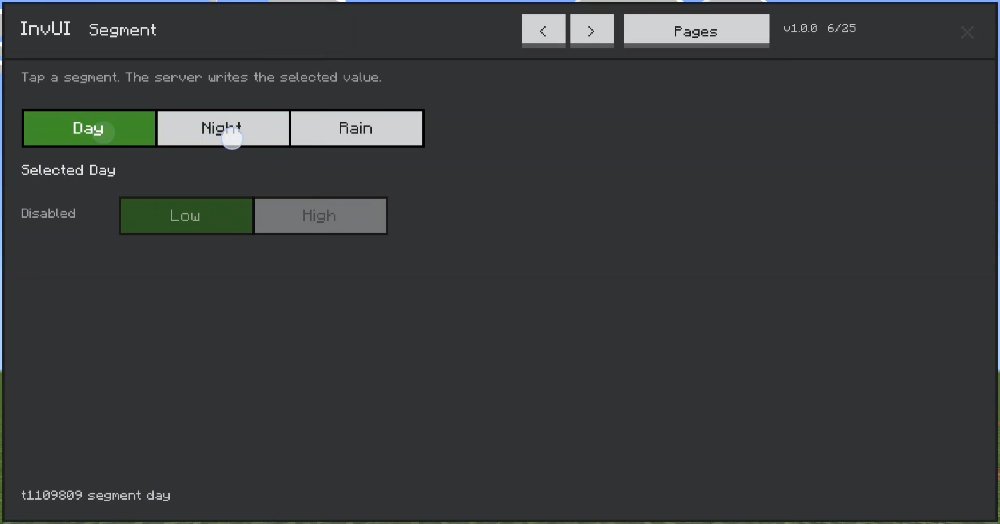 InvUI Segment < > Pages v1.0.0 6/25 ×
Tap a segment. The server writes the selected value.
Day Night Rain
Selected Day
Disabled Low High
t1109809 segment day